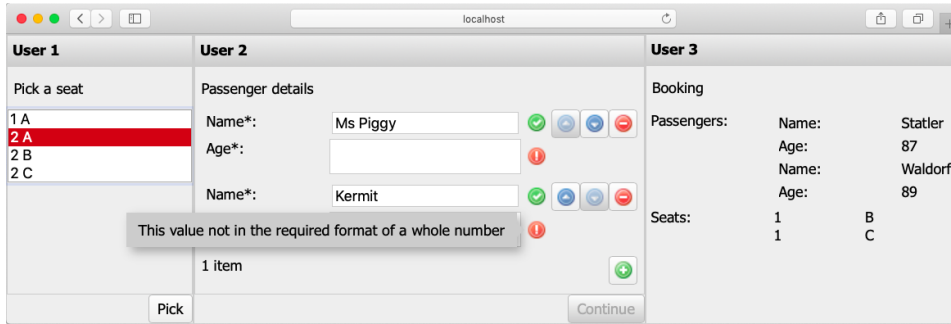 localhost
User 1
Pick a seat
1 A
2 A
2 B
2 C
Pick
User 2
Passenger details
Name*: Ms Piggy
Age*:
Name*: Kermit
This value not in the required format of a whole number
1 item
Continue
User 3
Booking
Passengers: Name: Statler
Age: 87
Name: Waldorf
Age: 89
Seats: 1 B
1 C